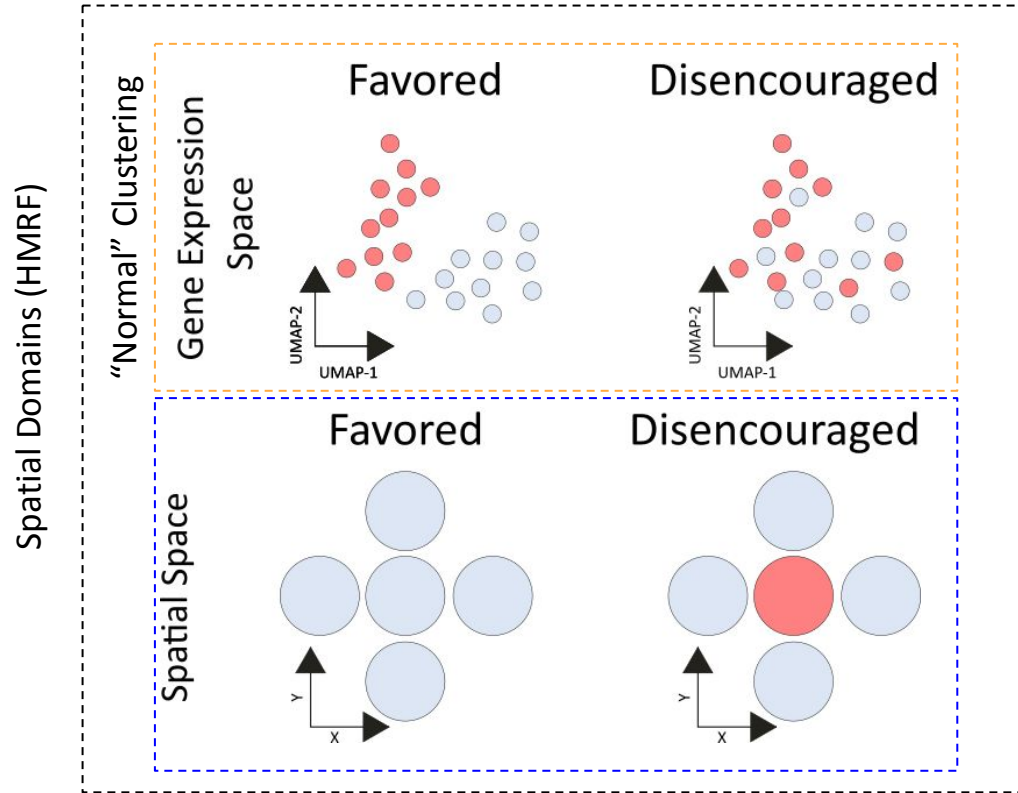 Spatial Domains (HMRF)
“Normal” Clustering
Gene Expression
Space
Favored
Disencouraged
UMAP-2
UMAP-1
UMAP-2
UMAP-1
Spatial Space
Favored
Disencouraged
Y
X
Y
X